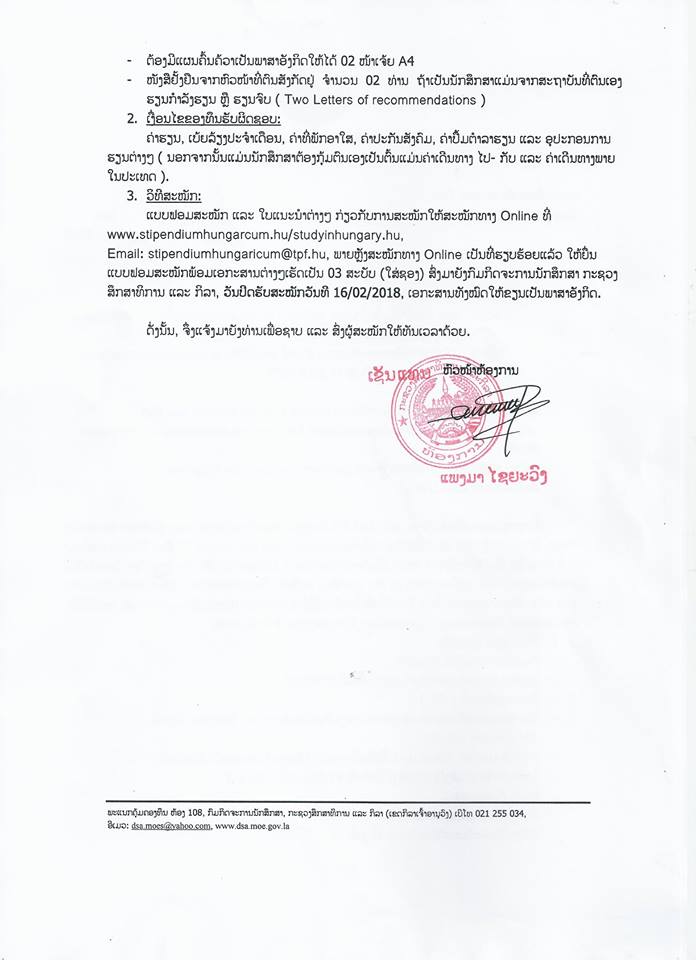 - ຕ້ອງມີແຜນຄົ້ນຄ້ວາເປັນພາສາອັງກິດໃຫ້ໄດ້ 02 ໜ້າເຈ້ຍ A4
- ໜັງສືຢັ້ງຢືນຈາກຫົວໜ້າທີ່ຕົນສັງກັດຢູ່ ຈຳນວນ 02 ທ່ານ ຖ້າເປັນນັກສຶກສາແມ່ນຈາກສະຖາບັນທີ່ຕົນເອງ
ຮຽນກຳລັງຮຽນ ຫຼື ຮຽນຈົບ ( Two Letters of recommendations )
2. ເງື່ອນໄຂຂອງທຶນຮັບຜິດຊອບ:
ຄ່າຮຽນ, ເບ້ຍລ້ຽງປະຈຳເດືອນ, ຄ່າທີ່ພັກອາໃສ, ຄ່າປະກັນສັງຄົມ, ຄ່າປຶ້ມຕຳລາຮຽນ ແລະ ອຸປະກອນການ
ຮຽນຕ່າງໆ ( ນອກຈາກນັ້ນແມ່ນນັກສຶກສາຕ້ອງກຸ້ມຕົນເອງເປັນຕົ້ນແມ່ນຄ່າເດີນທາງ ໄປ- ກັບ ແລະ ຄ່າເດີນທາງພາຍ
ໃນປະເທດ ).
3. ວິທີສະໝັກ:
ແບບຟອມສະໝັກ ແລະ ໃບແນະນຳຕ່າງໆ ກ່ຽວກັບການສະໝັກໃຫ້ສະໝັກທາງ Online ທີ່
www.stipendiumhungarcum.hu/studyinhungary.hu,
Email: stipendiumhungaricum@tpf.hu, ພາຍຫຼັງສະໝັກທາງ Online ເປັນທີ່ຮຽບຮ້ອຍແລ້ວ ໃຫ້ຍື່ນ
ແບບຟອມສະໝັກພ້ອມເອກະສານຕ່າງໆເຮັດເປັນ 03 ສະບັບ (ໃສ່ຊອງ) ສົ່ງມາຍັງກົມກິດຈະການນັກສຶກສາ ກະຊວງ
ສຶກສາທິການ ແລະ ກິລາ, ວັນປິດຮັບສະໝັກວັນທີ 16/02/2018, ເອກະສານທັງໝົດໃຫ້ຂຽນເປັນພາສາອັງກິດ.
ດັ່ງນັ້ນ, ຈຶ່ງແຈ້ງມາຍັງທ່ານເພື່ອຊາບ ແລະ ສົ່ງຜູ້ສະໝັກໃຫ້ທັນເວລາດ້ວຍ.
ເຊັນແທນ ຫົວໜ້າຫ້ອງການ
ຫ້ອງການ
ແພງມາ ໄຊຍະວົງ
ພະແນກຄຸ້ມຄອງທຶນ ຫ້ອງ 108, ກົມກິດຈະການນັກສຶກສາ, ກະຊວງສຶກສາທິການ ແລະ ກິລາ (ເຂດກິລາເຈົ້າອານຸວົງ) ເບີໂທ 021 255 034,
ອີເມວ: dsa.moes@yahoo.com, www.dsa.moe.gov.la